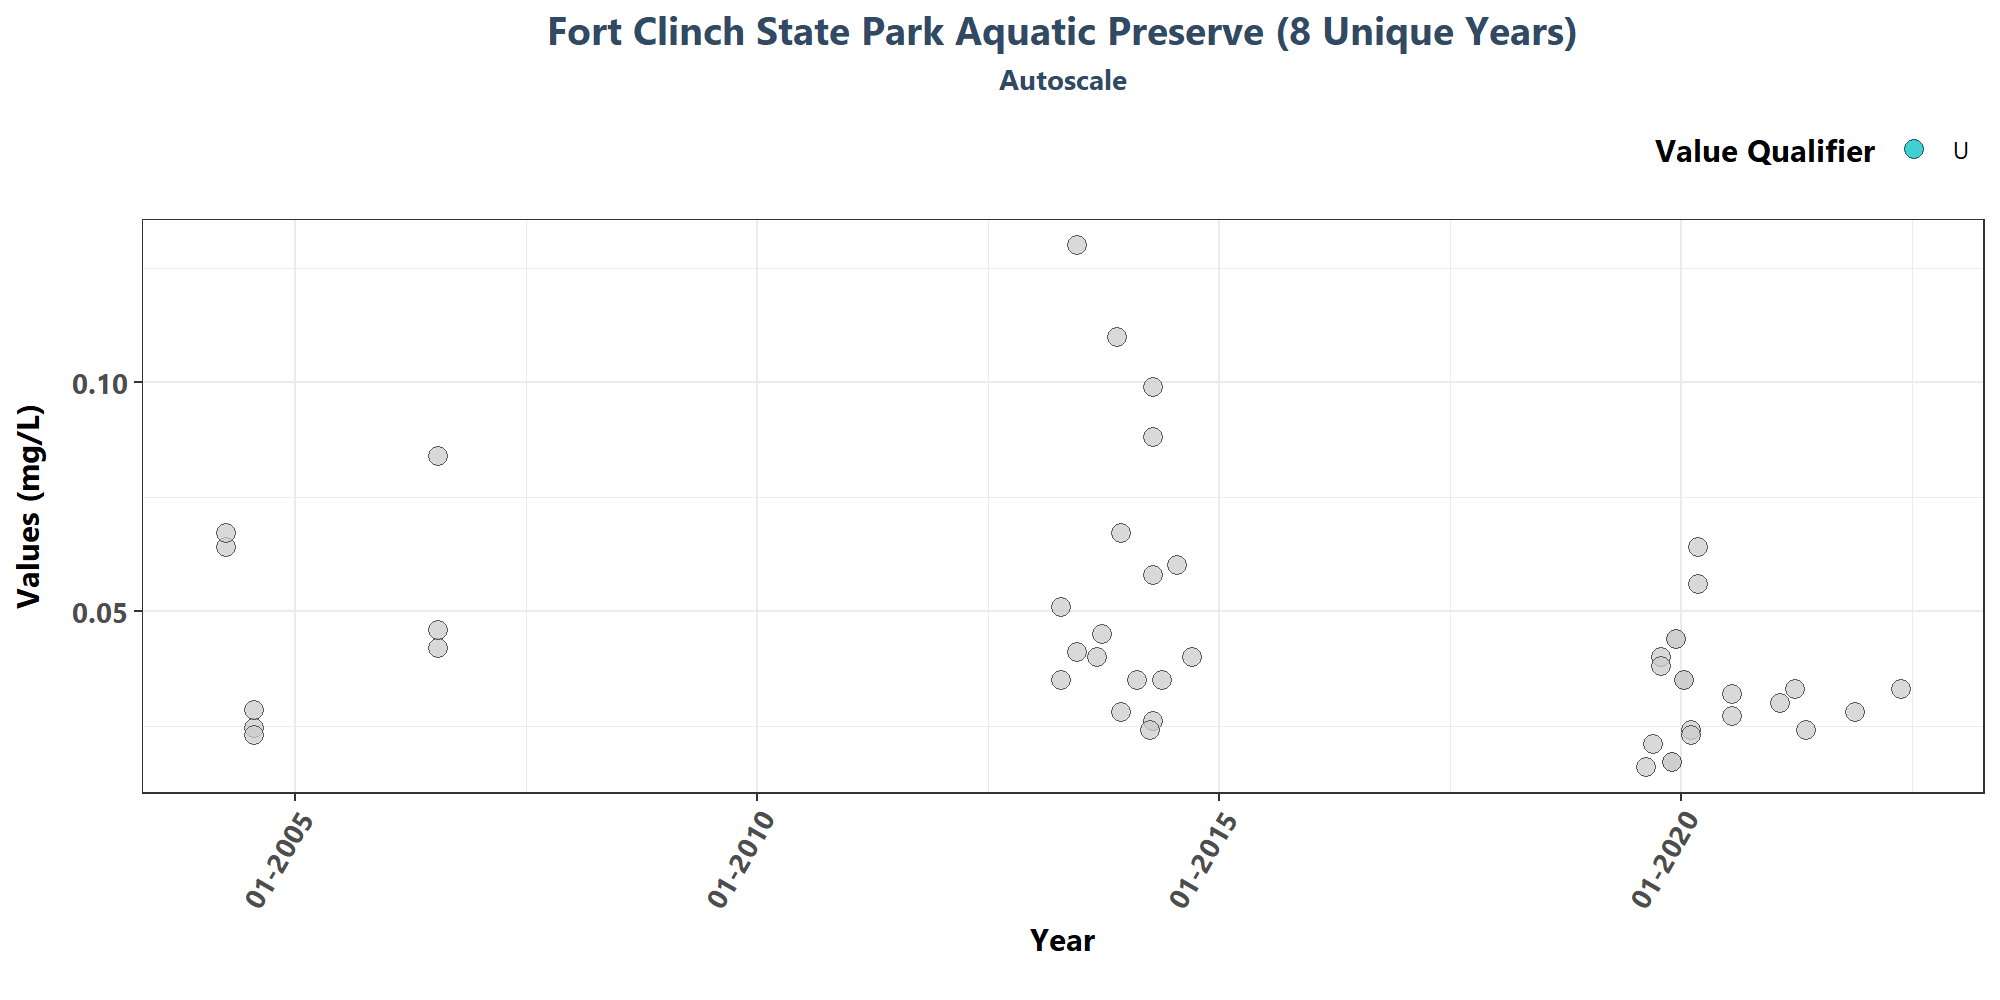 Fort Clinch State Park Aquatic Preserve (8 Unique Years)
Autoscale
Value Qualifier U
Values (mg/L)
0.10
0.05
01-2005 01-2010 01-2015 01-2020
Year